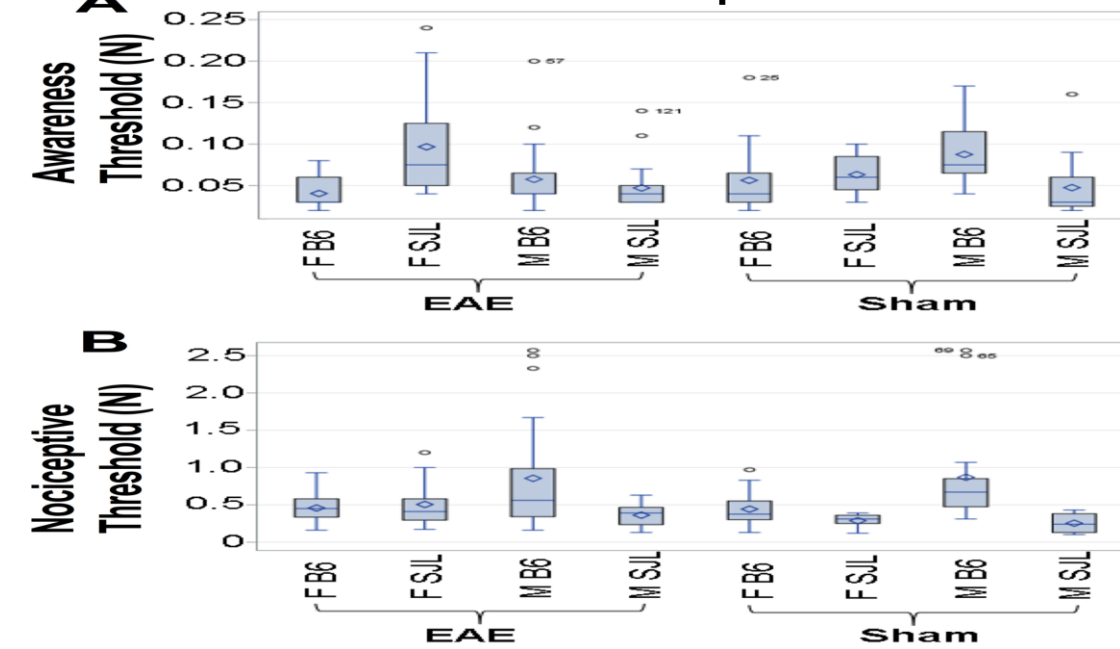 A
Awareness
Threshold (N)
0.25
0.20
0.15
0.10
0.05
57
121
25
F B6
F SJL
M B6
M SJL
F B6
F SJL
M B6
M SJL
EAE
Sham
B
Nociceptive
Threshold (N)
2.5
2.0
1.5
1.0
0.5
0
69
65
F B6
F SJL
M B6
M SJL
F B6
F SJL
M B6
M SJL
EAE
Sham